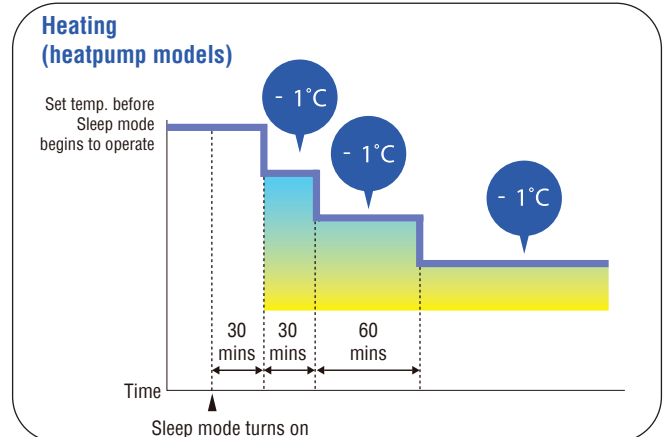 Heating
(heatpump models)
Set temp. before
Sleep mode
begins to operate
- 1˚C
- 1˚C
- 1˚C
30
mins
30
mins
60
mins
Time
Sleep mode turns on